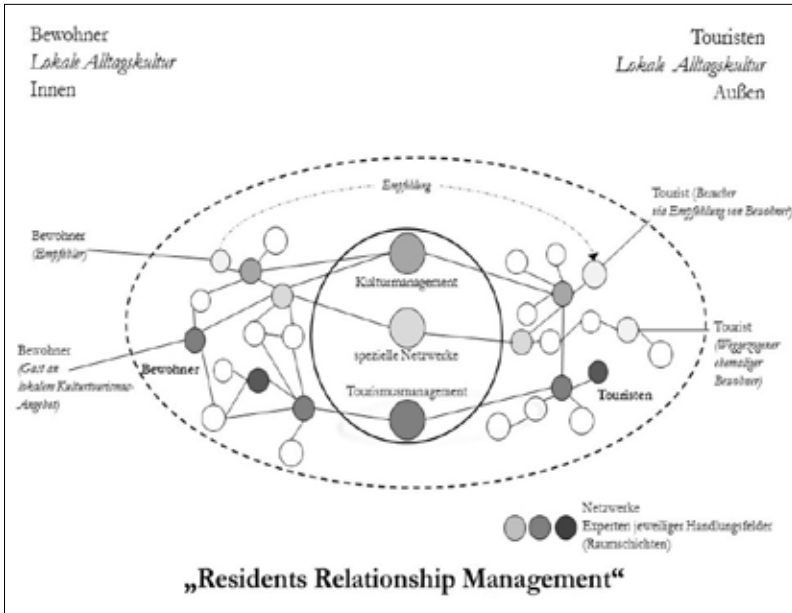 Bewohner
Lokale Alltagskultur
Innen
Touristen
Lokale Alltagskultur
Außen
Empfehlung
Tourist (Besucher
via Empfehlung von Bewohner)
Bewohner
(Empfehler)
Kulturmanagement
spezielle Netzwerke
Tourismusmanagement
Bewohner
(Gast an
lokalem Kulturtourismus-
Angebot)
Bewohner
Touristen
Tourist
(Weggezogener
ehemaliger
Bewohner)
Netzwerke
Experten jeweiliger Handlungsfelder
(Raumschichten)
„Residents Relationship Management“